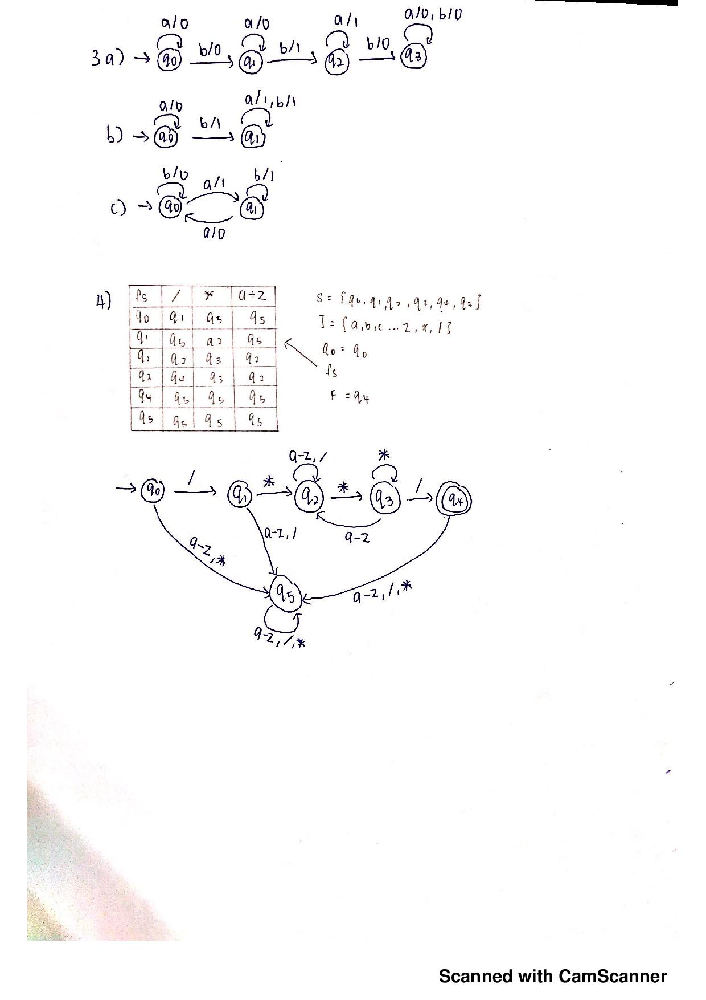 a/0 a/0 a/1 a/0, b/0
3a) → q0 b/0 q1 b/1 q2 b/0 q3
a/0 a/1, b/1
b) → q0 b/1 q1
b/0 a/1 b/1
c) → q0 q1
a/0
4)
fs / * a-z
q0 q1 q5 q5
q1 q5 q2 q5
q2 q2 q3 q2
q3 q4 q3 q2
q4 q5 q5 q5
q5 q5 q5 q5
S = {q0, q1, q2, q3, q4, q5}
I = {a,b,c ... z, *, /}
q0 = q0
fs
F = q4
a-z, / *
→ q0 / q1 * q2 * q3 / q4
a-z, / a-z
a-z, *
q5
a-z, /, *
a-z, /, *
Scanned with CamScanner